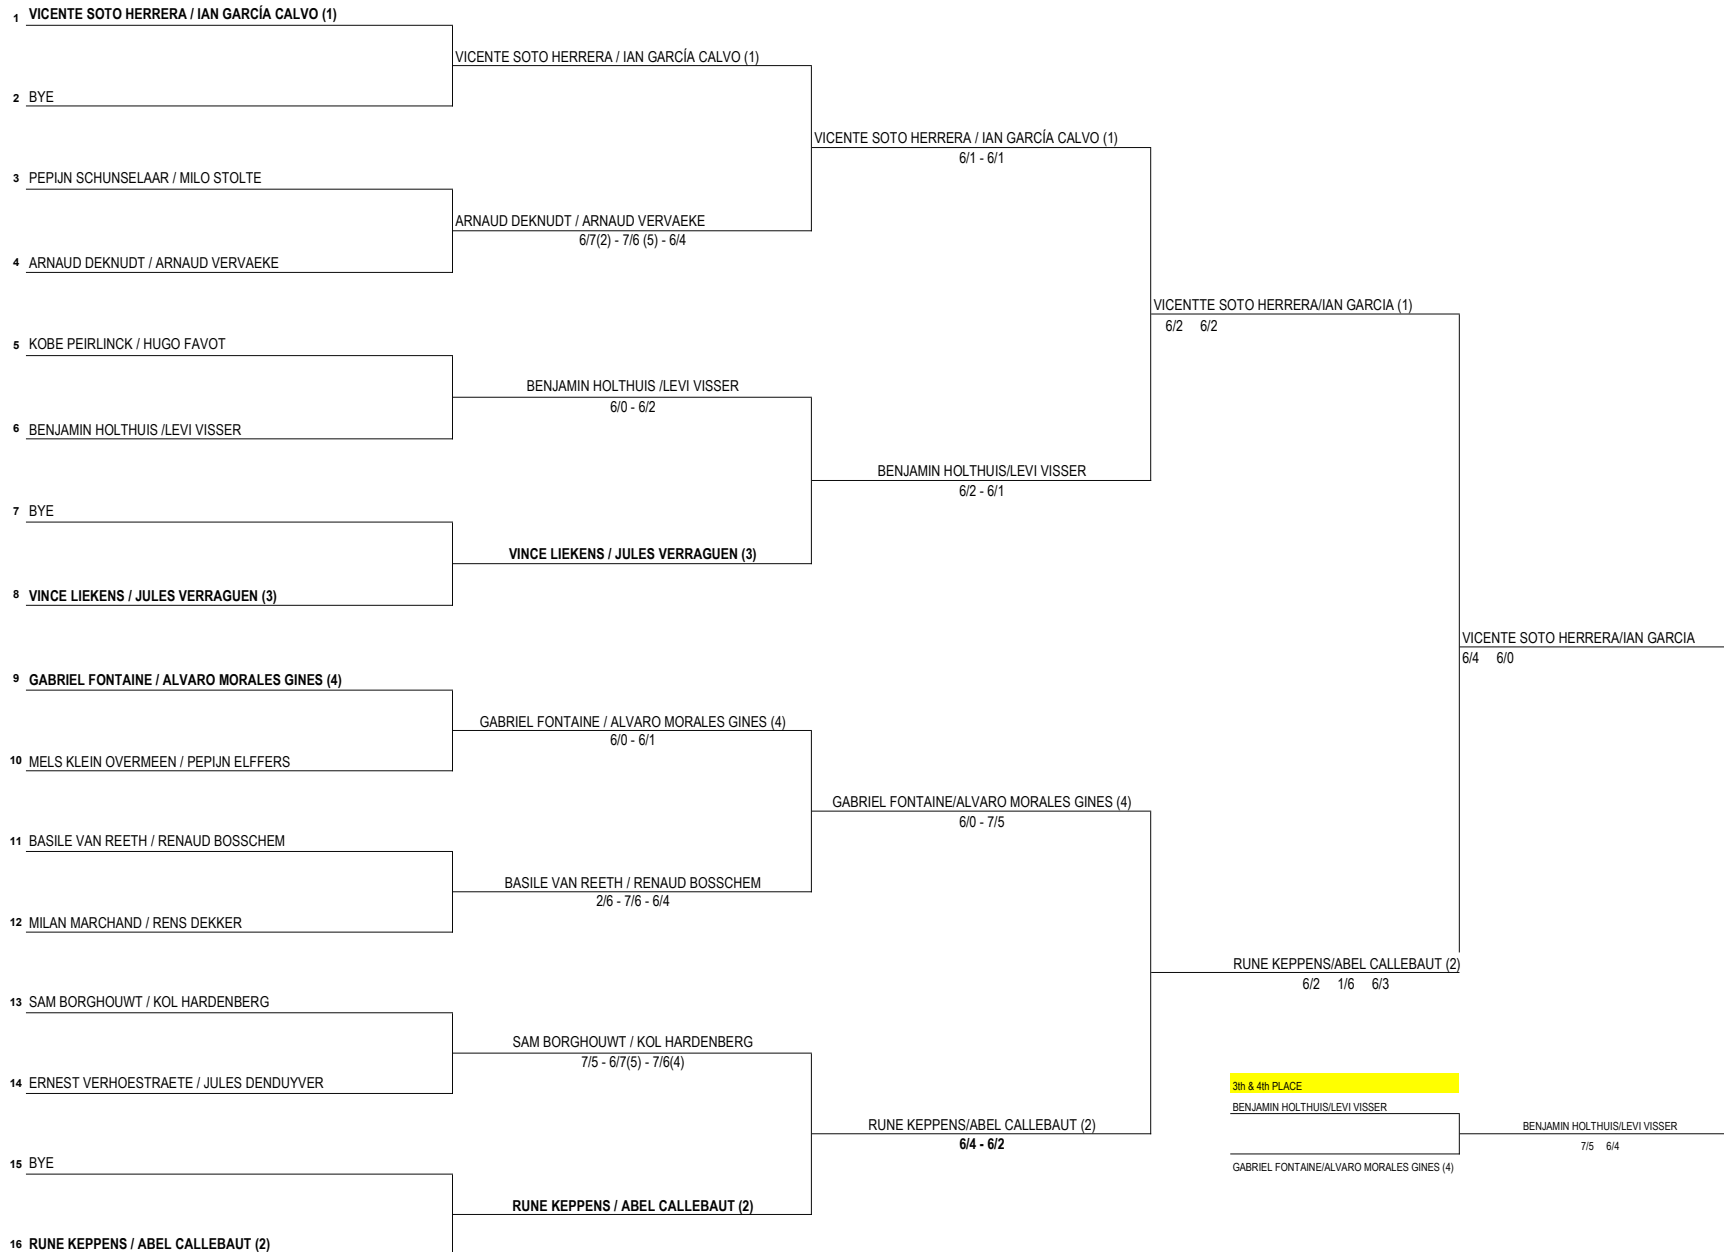 1 VICENTE SOTO HERRERA / IAN GARCÍA CALVO (1)
VICENTE SOTO HERRERA / IAN GARCÍA CALVO (1)
2 BYE
VICENTE SOTO HERRERA / IAN GARCÍA CALVO (1)
6/1 - 6/1
3 PEPIJN SCHUNSELAAR / MILO STOLTE
ARNAUD DEKNUDT / ARNAUD VERVAEKE
6/7(2) - 7/6 (5) - 6/4
4 ARNAUD DEKNUDT / ARNAUD VERVAEKE
VICENTTE SOTO HERRERA/IAN GARCIA (1)
6/2 6/2
5 KOBE PEIRLINCK / HUGO FAVOT
BENJAMIN HOLTHUIS /LEVI VISSER
6/0 - 6/2
6 BENJAMIN HOLTHUIS /LEVI VISSER
BENJAMIN HOLTHUIS/LEVI VISSER
6/2 - 6/1
7 BYE
VINCE LIEKENS / JULES VERRAGUEN (3)
8 VINCE LIEKENS / JULES VERRAGUEN (3)
VICENTE SOTO HERRERA/IAN GARCIA
6/4 6/0
9 GABRIEL FONTAINE / ALVARO MORALES GINES (4)
GABRIEL FONTAINE / ALVARO MORALES GINES (4)
6/0 - 6/1
10 MELS KLEIN OVERMEEN / PEPIJN ELFFERS
GABRIEL FONTAINE/ALVARO MORALES GINES (4)
6/0 - 7/5
11 BASILE VAN REETH / RENAUD BOSSCHEM
BASILE VAN REETH / RENAUD BOSSCHEM
2/6 - 7/6 - 6/4
12 MILAN MARCHAND / RENS DEKKER
RUNE KEPPENS/ABEL CALLEBAUT (2)
6/2 1/6 6/3
13 SAM BORGHOUWT / KOL HARDENBERG
SAM BORGHOUWT / KOL HARDENBERG
7/5 - 6/7(5) - 7/6(4)
14 ERNEST VERHOESTRAETE / JULES DENDUYVER
3th & 4th PLACE
BENJAMIN HOLTHUIS/LEVI VISSER
RUNE KEPPENS/ABEL CALLEBAUT (2)
6/4 - 6/2
BENJAMIN HOLTHUIS/LEVI VISSER
7/5 6/4
15 BYE
GABRIEL FONTAINE/ALVARO MORALES GINES (4)
RUNE KEPPENS / ABEL CALLEBAUT (2)
16 RUNE KEPPENS / ABEL CALLEBAUT (2)